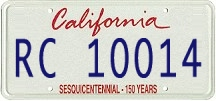 California
RC 10014
SESQUICENTENNIAL - 150 YEARS